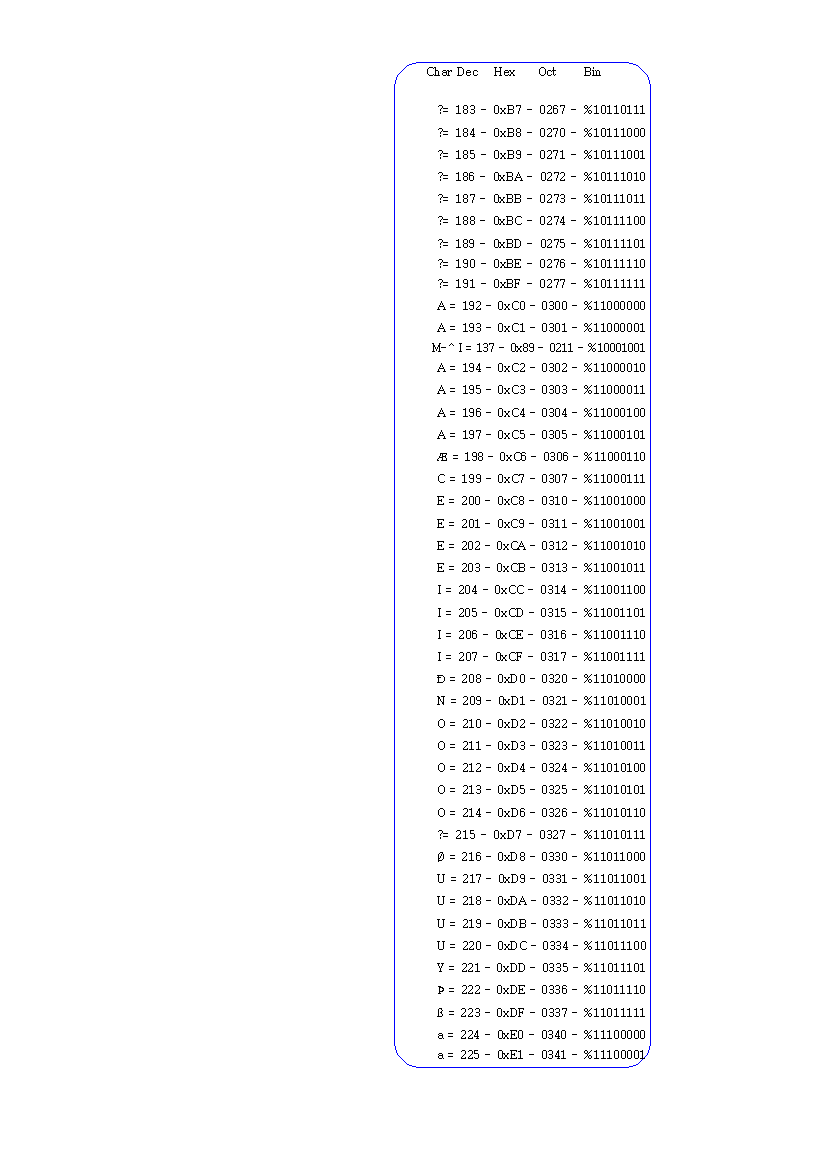 Char Dec Hex Oct Bin
?= 183 - 0xB7 - 0267 - %10110111
?= 184 - 0xB8 - 0270 - %10111000
?= 185 - 0xB9 - 0271 - %10111001
?= 186 - 0xBA - 0272 - %10111010
?= 187 - 0xBB - 0273 - %10111011
?= 188 - 0xBC - 0274 - %10111100
?= 189 - 0xBD - 0275 - %10111101
?= 190 - 0xBE - 0276 - %10111110
?= 191 - 0xBF - 0277 - %10111111
A = 192 - 0xC0 - 0300 - %11000000
A = 193 - 0xC1 - 0301 - %11000001
M-^I = 137 - 0x89 - 0211 - %10001001
A = 194 - 0xC2 - 0302 - %11000010
A = 195 - 0xC3 - 0303 - %11000011
A = 196 - 0xC4 - 0304 - %11000100
A = 197 - 0xC5 - 0305 - %11000101
Æ = 198 - 0xC6 - 0306 - %11000110
C = 199 - 0xC7 - 0307 - %11000111
E = 200 - 0xC8 - 0310 - %11001000
E = 201 - 0xC9 - 0311 - %11001001
E = 202 - 0xCA - 0312 - %11001010
E = 203 - 0xCB - 0313 - %11001011
I = 204 - 0xCC - 0314 - %11001100
I = 205 - 0xCD - 0315 - %11001101
I = 206 - 0xCE - 0316 - %11001110
I = 207 - 0xCF - 0317 - %11001111
Ð = 208 - 0xD0 - 0320 - %11010000
N = 209 - 0xD1 - 0321 - %11010001
O = 210 - 0xD2 - 0322 - %11010010
O = 211 - 0xD3 - 0323 - %11010011
O = 212 - 0xD4 - 0324 - %11010100
O = 213 - 0xD5 - 0325 - %11010101
O = 214 - 0xD6 - 0326 - %11010110
?= 215 - 0xD7 - 0327 - %11010111
Ø = 216 - 0xD8 - 0330 - %11011000
U = 217 - 0xD9 - 0331 - %11011001
U = 218 - 0xDA - 0332 - %11011010
U = 219 - 0xDB - 0333 - %11011011
U = 220 - 0xDC - 0334 - %11011100
Y = 221 - 0xDD - 0335 - %11011101
Þ = 222 - 0xDE - 0336 - %11011110
ß = 223 - 0xDF - 0337 - %11011111
a = 224 - 0xE0 - 0340 - %11100000
a = 225 - 0xE1 - 0341 - %11100001